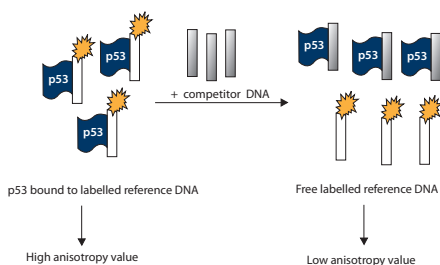 p53
p53
p53
+ competitor DNA
p53
p53
p53
p53 bound to labelled reference DNA
Free labelled reference DNA
High anisotropy value
Low anisotropy value